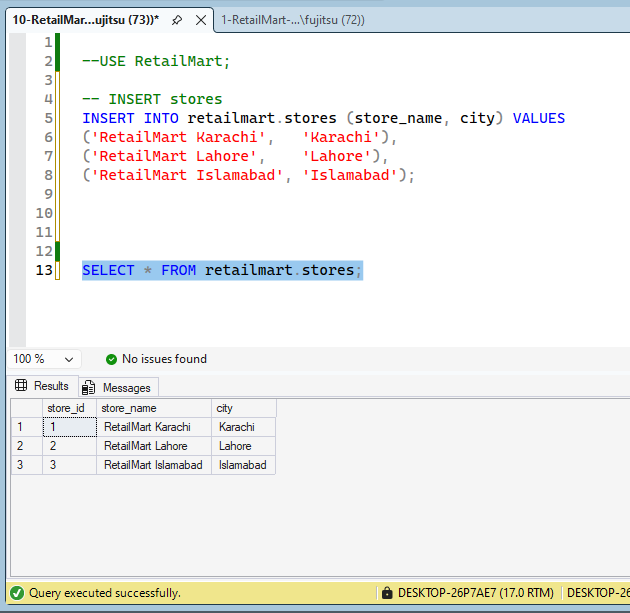 10-RetailMar...ujitsu (73))* 1-RetailMart-...\fujitsu (72))
1
2 --USE RetailMart;
3
4 -- INSERT stores
5 INSERT INTO retailmart.stores (store_name, city) VALUES
6 ('RetailMart Karachi', 'Karachi'),
7 ('RetailMart Lahore', 'Lahore'),
8 ('RetailMart Islamabad', 'Islamabad');
9
10
11
12
13 SELECT * FROM retailmart.stores;
100 % No issues found
Results Messages
store_id store_name city
1 1 RetailMart Karachi Karachi
2 2 RetailMart Lahore Lahore
3 3 RetailMart Islamabad Islamabad
Query executed successfully. DESKTOP-26P7AE7 (17.0 RTM) DESKTOP-26